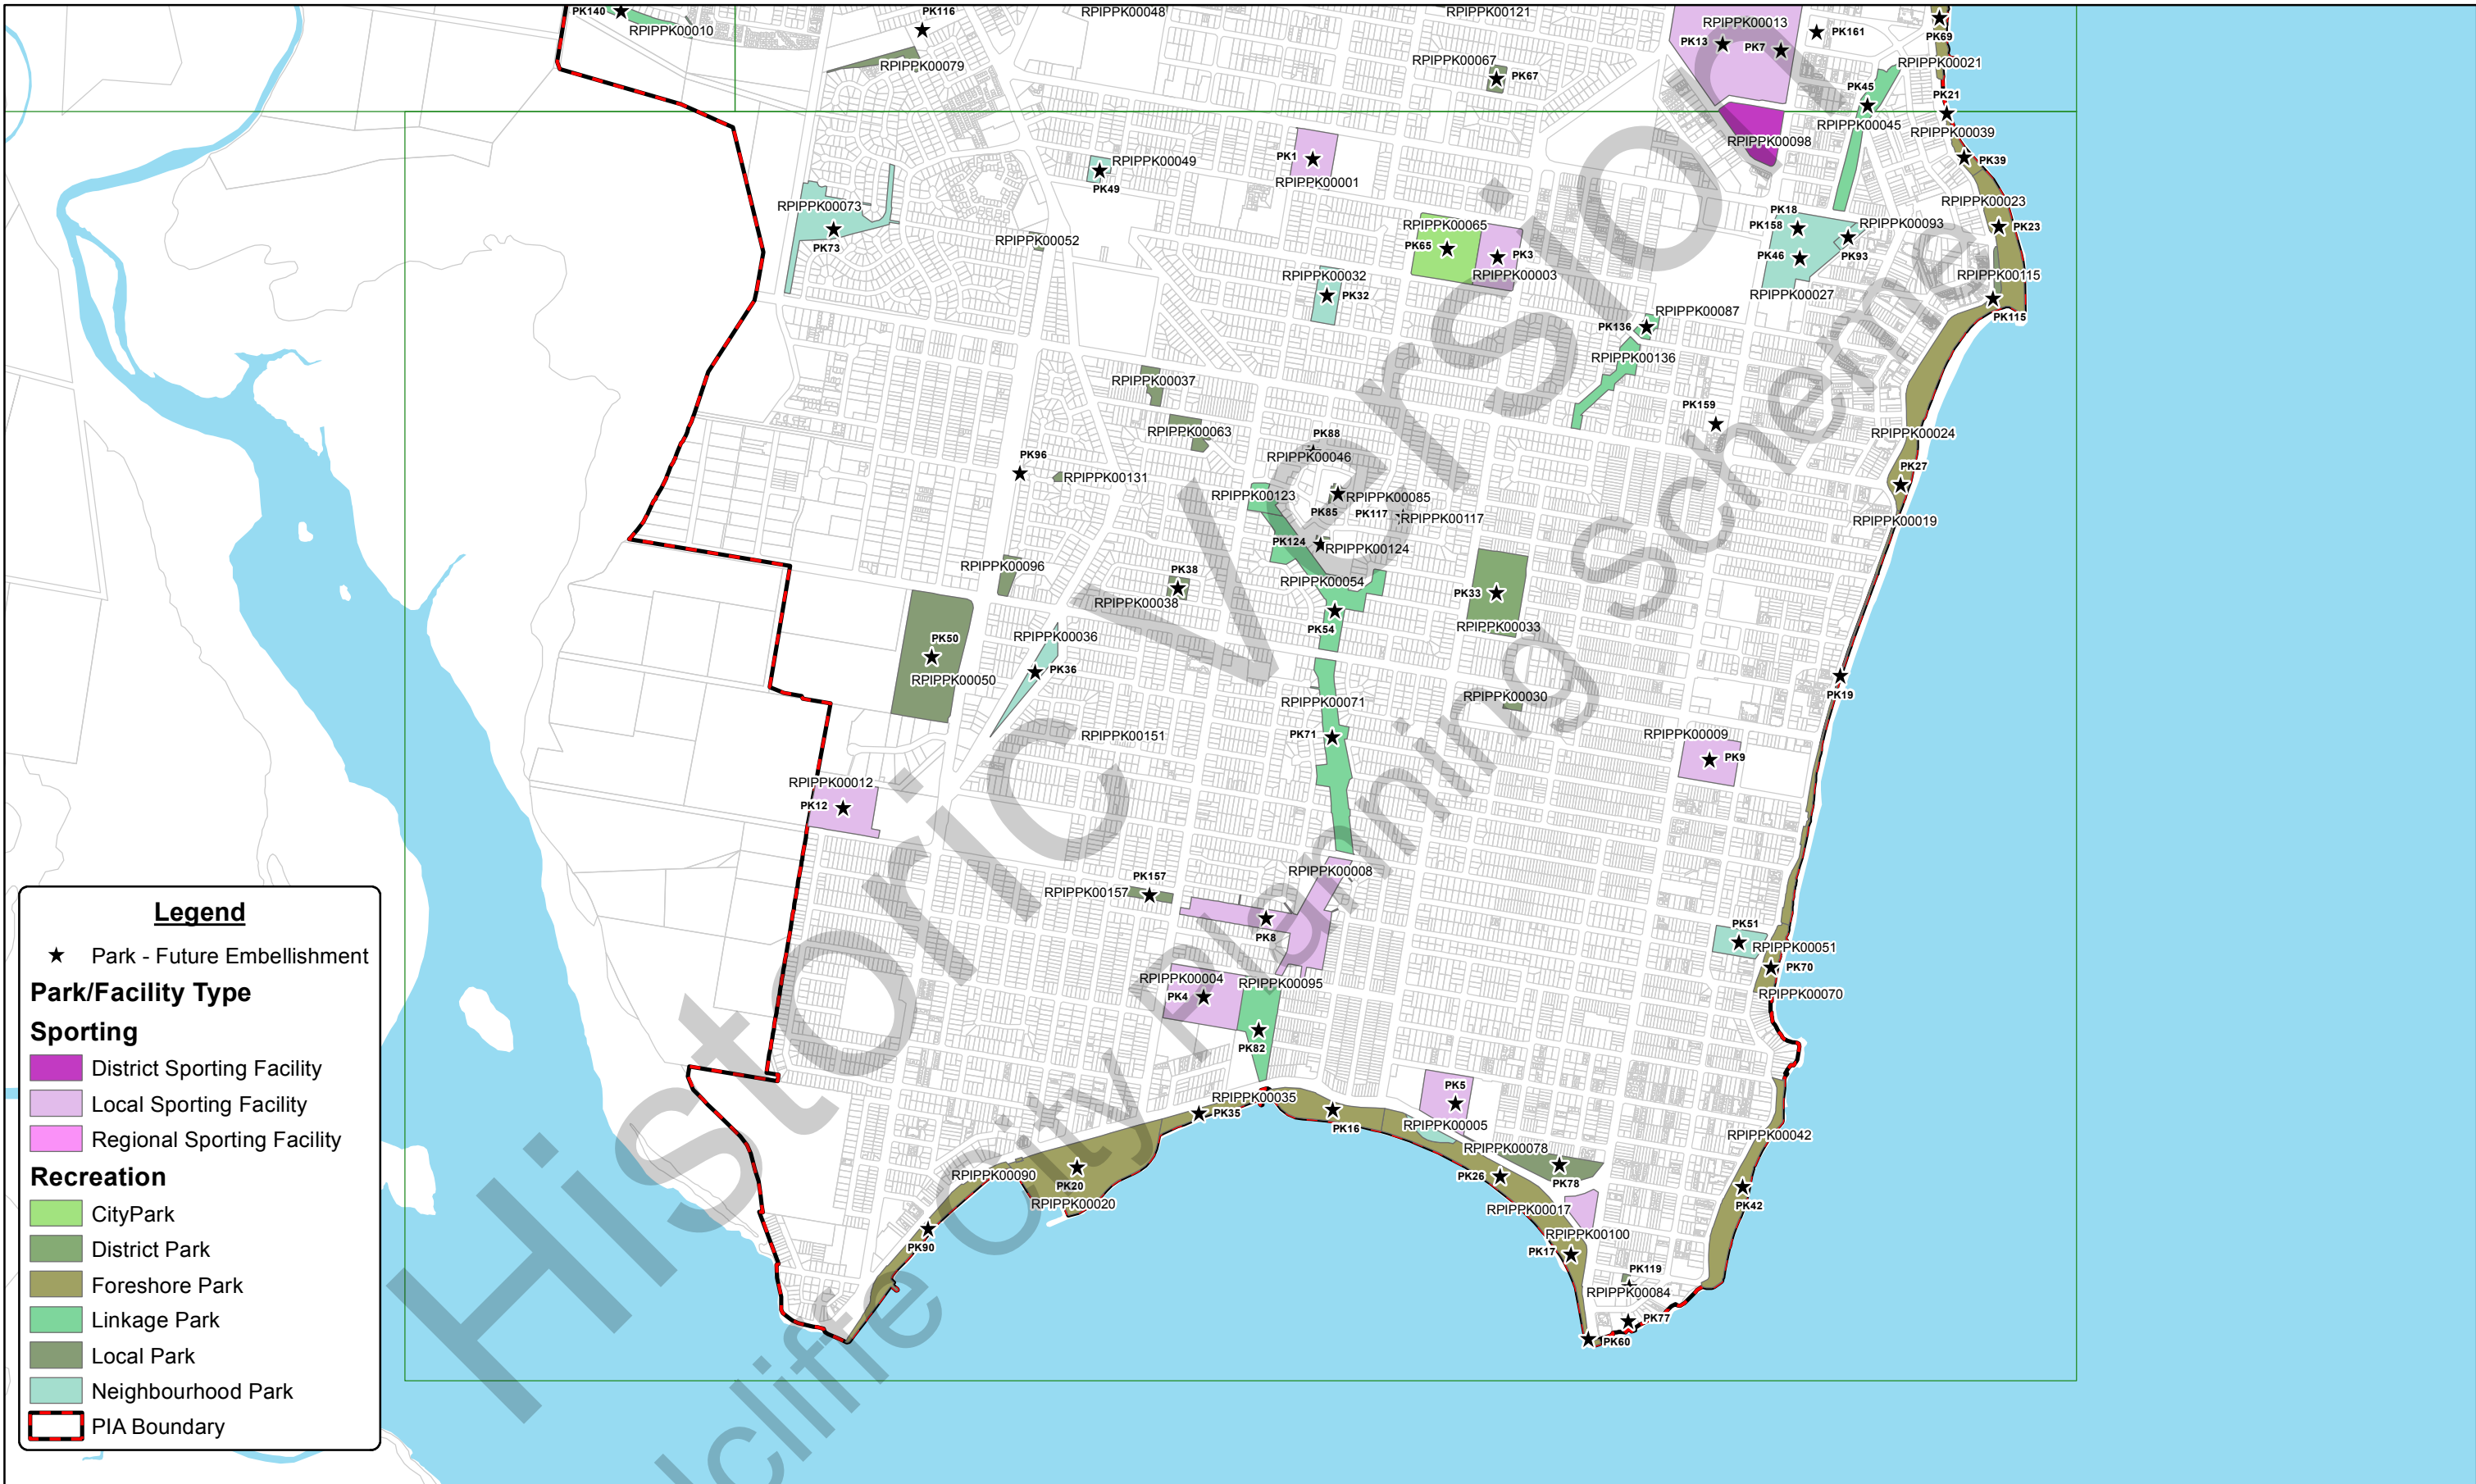 PK140
RPIPPK00010
PK116
RPIPPK00048
RPIPPK00121
RPIPPK00013
PK13
PK7
PK161
PK69
RPIPPK00079
RPIPPK00067
PK67
RPIPPK00021
PK45
PK21
RPIPPK00045
RPIPPK00039
RPIPPK00098
PK39
PK1
RPIPPK00001
RPIPPK00049
PK49
RPIPPK00073
PK73
RPIPPK00052
RPIPPK00065
PK65
PK3
RPIPPK00003
PK18
PK158
PK46
RPIPPK00093
PK93
RPIPPK00023
PK23
RPIPPK00027
RPIPPK00115
PK115
RPIPPK00032
PK32
PK136
RPIPPK00087
RPIPPK00136
RPIPPK00037
RPIPPK00063
PK88
RPIPPK00046
PK159
RPIPPK00024
PK27
PK96
RPIPPK00131
RPIPPK00123
RPIPPK00085
PK85
PK117
RPIPPK00117
RPIPPK00019
PK124
RPIPPK00124
RPIPPK00096
PK38
RPIPPK00038
RPIPPK00054
PK54
PK33
RPIPPK00033
PK50
RPIPPK00050
RPIPPK00036
PK36
PK19
RPIPPK00071
PK71
RPIPPK00030
RPIPPK00151
RPIPPK00009
PK9
RPIPPK00012
PK12
RPIPPK00008
PK157
RPIPPK00157
PK8
PK51
RPIPPK00051
PK70
RPIPPK00070
RPIPPK00004
PK4
RPIPPK00095
PK82
PK5
RPIPPK00005
RPIPPK00035
PK35
PK16
RPIPPK00042
PK42
RPIPPK00078
PK78
PK26
RPIPPK00090
PK20
RPIPPK00020
RPIPPK00017
RPIPPK00100
PK17
PK90
PK119
RPIPPK00084
PK77
PK60
Legend
Park - Future Embellishment
Park/Facility Type
Sporting
District Sporting Facility
Local Sporting Facility
Regional Sporting Facility
Recreation
CityPark
District Park
Foreshore Park
Linkage Park
Local Park
Neighbourhood Park
PIA Boundary
Historic Version
dcliffe City Planning Scheme